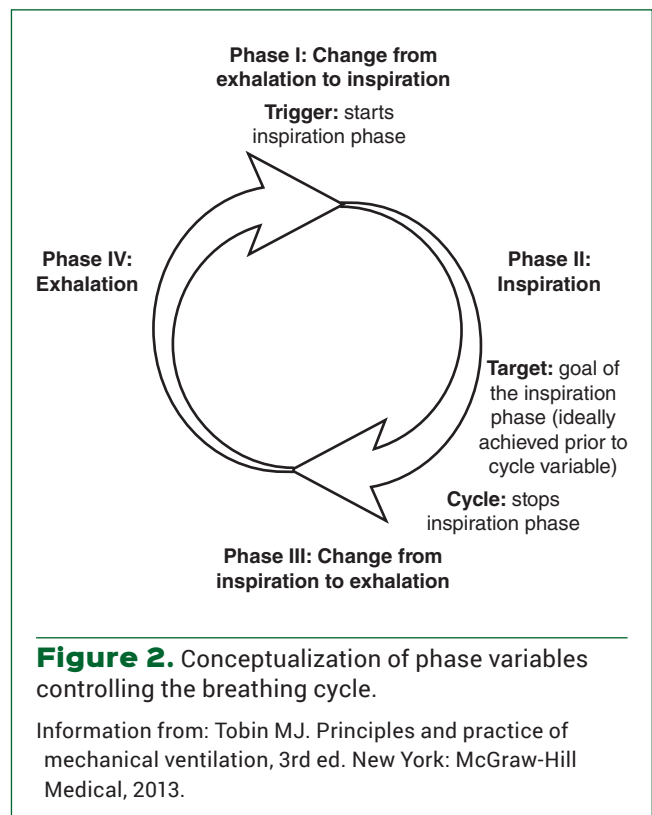 Phase I: Change from
exhalation to inspiration
Trigger: starts
inspiration phase
Phase IV:
Exhalation
Phase II:
Inspiration
Target: goal of
the inspiration
phase (ideally
achieved prior to
cycle variable)
Cycle: stops
inspiration phase
Phase III: Change from
inspiration to exhalation
Figure 2. Conceptualization of phase variables
controlling the breathing cycle.
Information from: Tobin MJ. Principles and practice of
mechanical ventilation, 3rd ed. New York: McGraw-Hill
Medical, 2013.